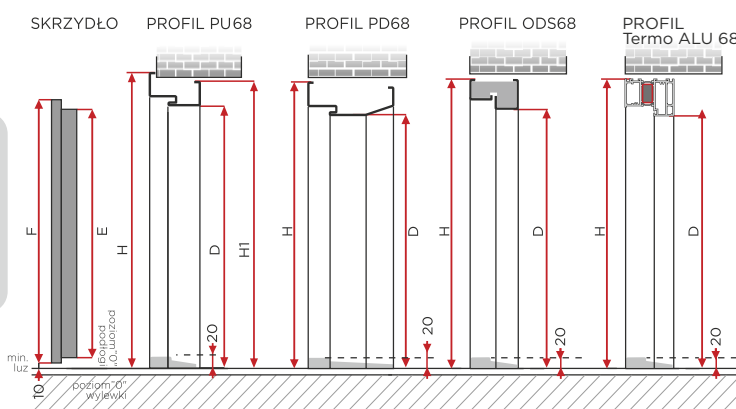 SKRZYDŁO
PROFIL PU68
PROFIL PD68
PROFIL ODS68
PROFIL
Termo ALU 68
F
E
H
D
H1
H
D
H
D
H
D
poziom "0"
podłogi
20
20
20
20
min.
luz
10
poziom"0"
wylewki